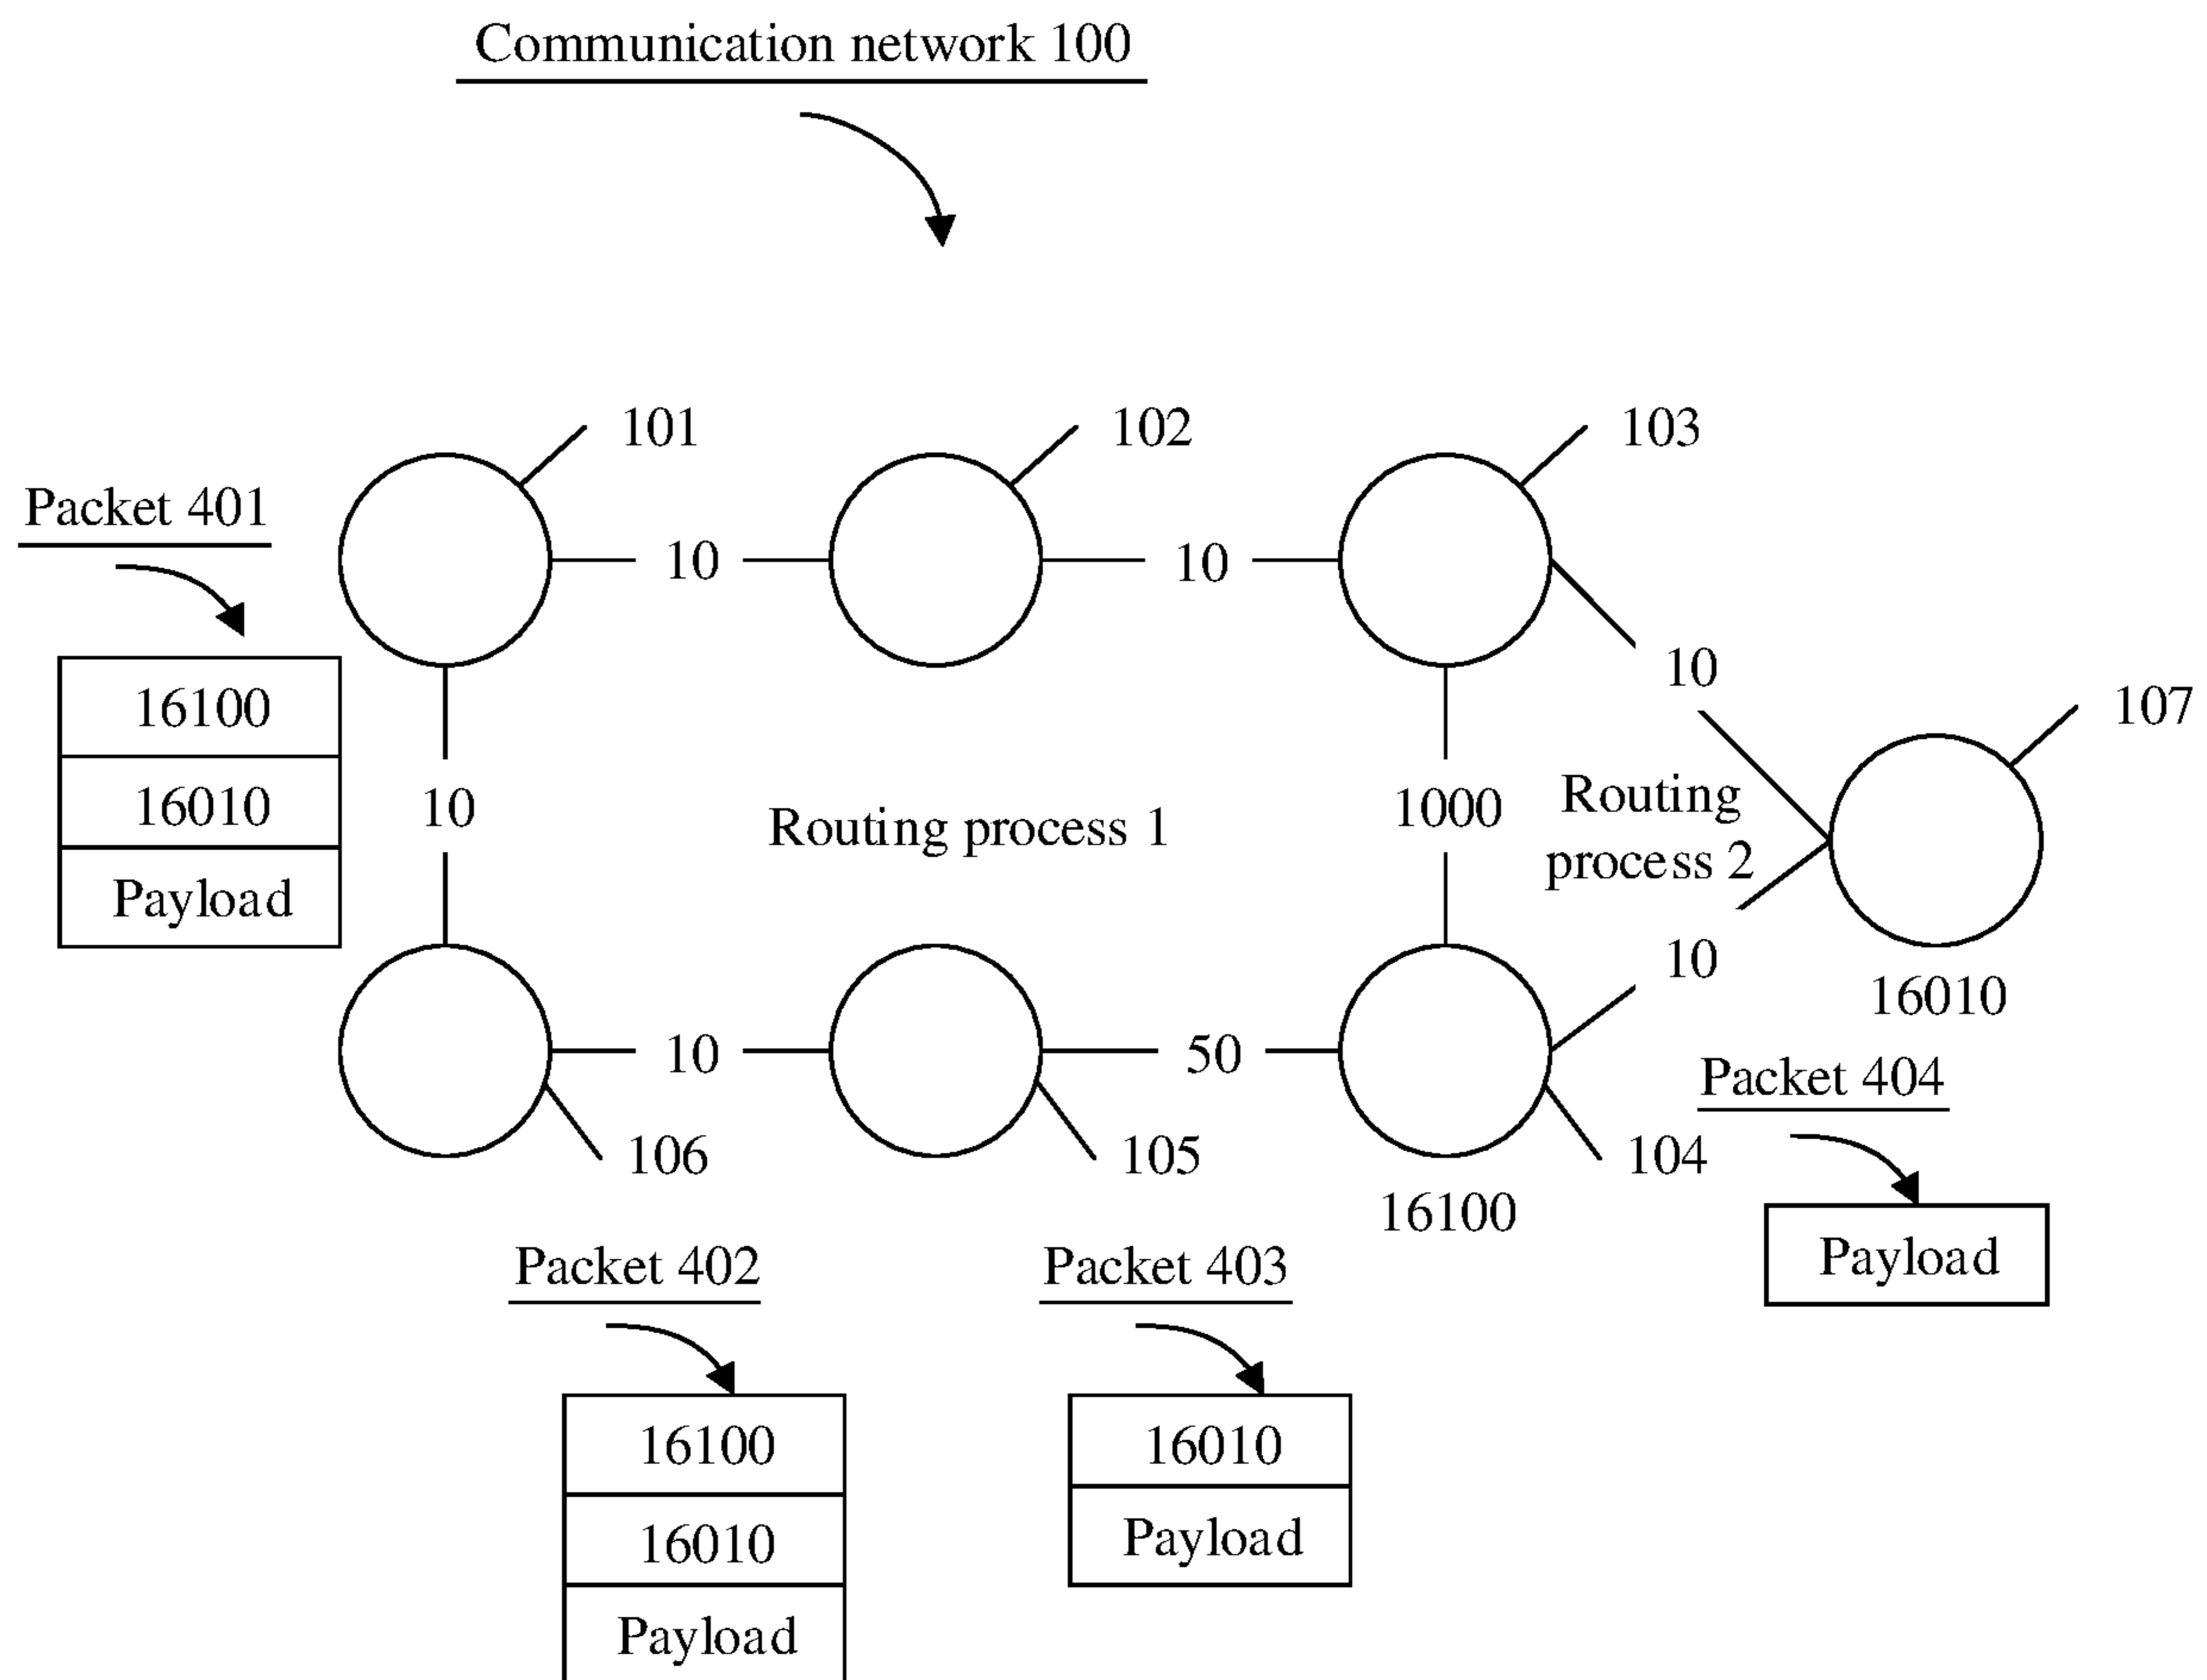 Communication network 100
101
102
103
Packet 401
10
10
10
107
16100
16010
Payload
10
Routing process 1
1000
Routing
process 2
10
16010
10
50
Packet 404
106
105
104
16100
Payload
Packet 402
Packet 403
16100
16010
Payload
16010
Payload